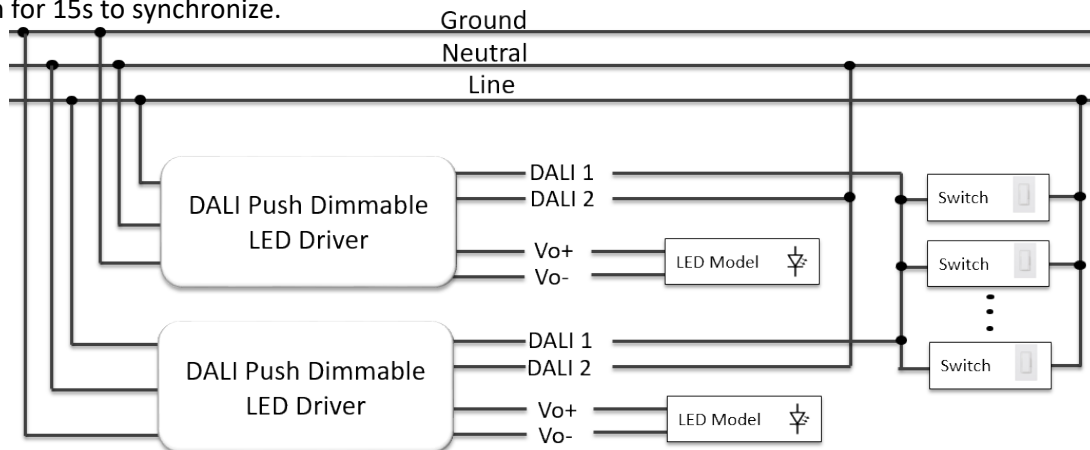 for 15s to synchronize.
Ground
Neutral
Line
DALI Push Dimmable
LED Driver
DALI 1
DALI 2
Vo+
Vo-
LED Model
Switch
Switch
Switch
DALI Push Dimmable
LED Driver
DALI 1
DALI 2
Vo+
Vo-
LED Model